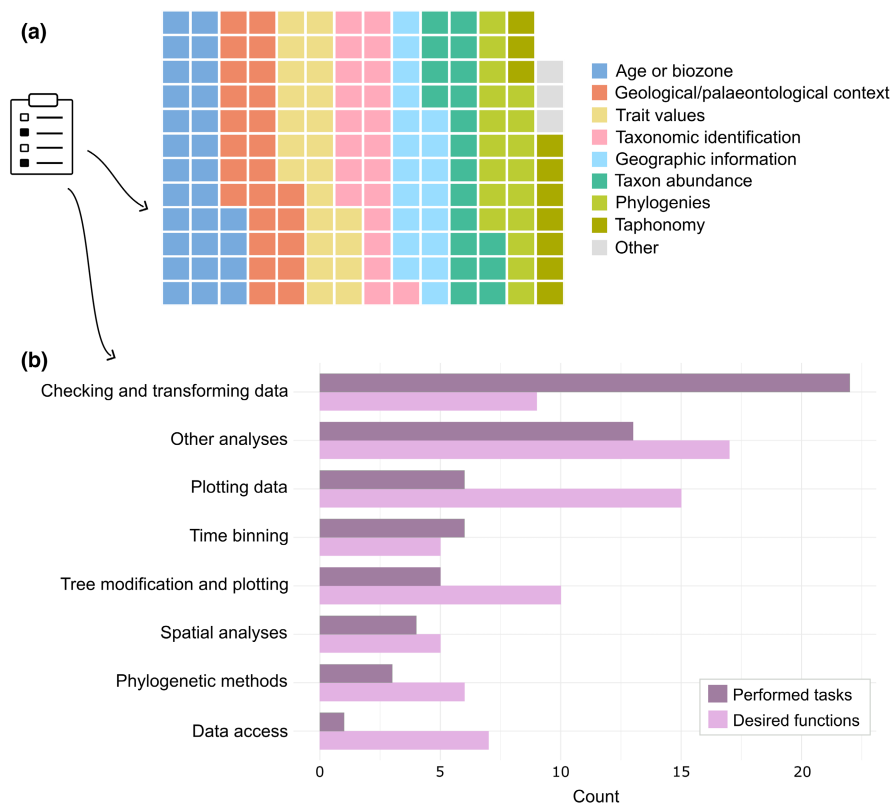 (a)
Age or biozone
Geological/palaeontological context
Trait values
Taxonomic identification
Geographic information
Taxon abundance
Phylogenies
Taphonomy
Other
(b)
Checking and transforming data
Other analyses
Plotting data
Time binning
Tree modification and plotting
Spatial analyses
Phylogenetic methods
Data access
Performed tasks
Desired functions
0 5 10 15 20
Count